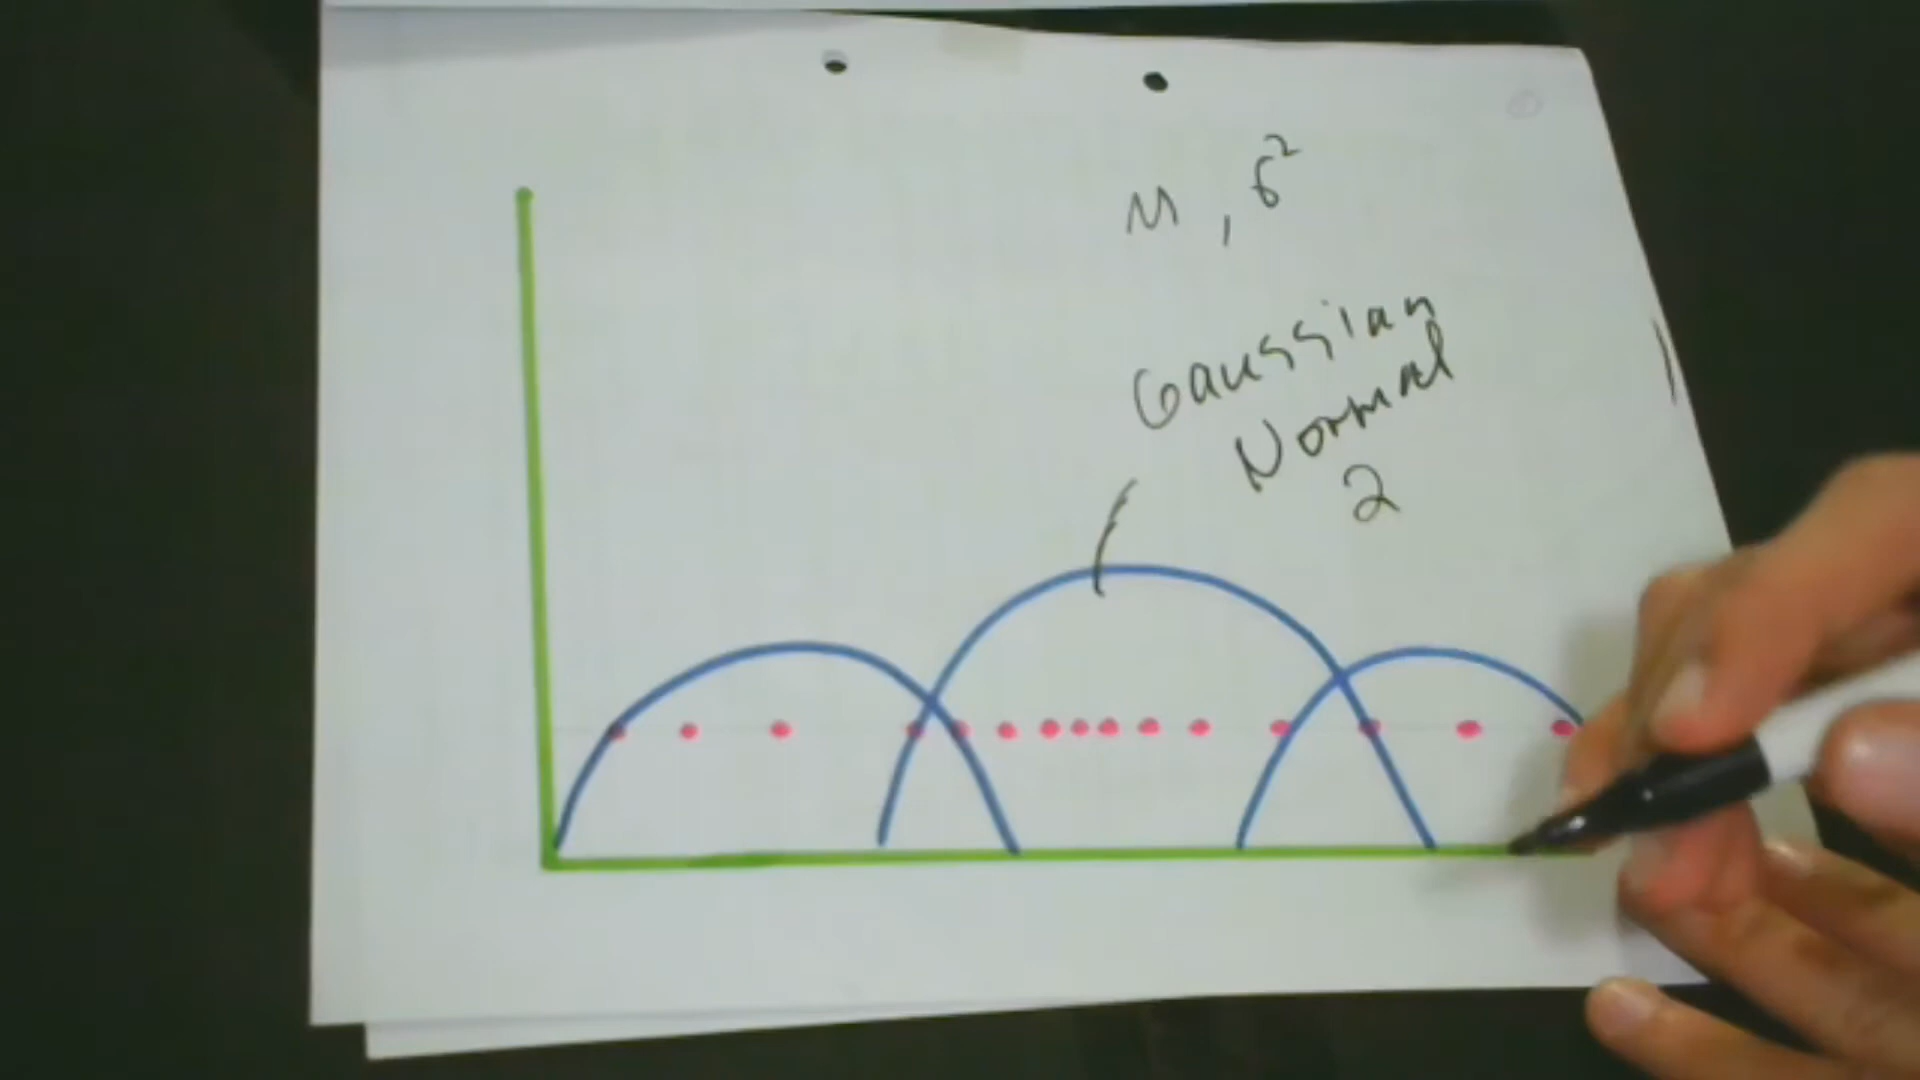 μ, σ²
Gaussian
Normal
2